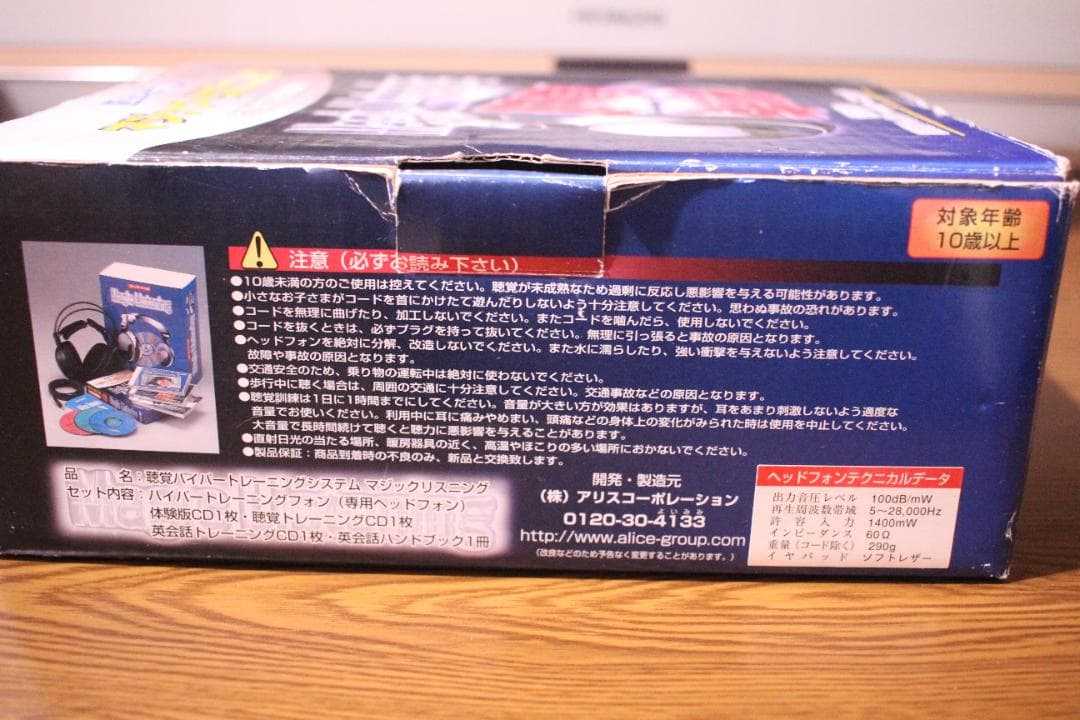 対象年齢
10歳以上
注意（必ずお読み下さい）
●10歳未満の方のご使用は控えてください。聴覚が未成熟なため過剰に反応し悪影響を与える可能性があります。
●小さなお子さまがコードを首にかけたて遊んだりしないよう十分注意してください。思わぬ事故の恐れがあります。
●コードを無理に曲げたり、加工しないでください。またコードを噛んだら、使用しないでください。
●コードを抜くときは、必ずプラグを持って抜いてください。無理に引っ張ると事故の原因となります。
●ヘッドフォンを絶対に分解、改造しないでください。また水に濡らしたり、強い衝撃を与えないよう注意してください。
故障や事故の原因となります。
●交通安全のため、乗り物の運転中は絶対に使わないでください。
●歩行中に聴く場合は、周囲の交通に十分注意してください。交通事故などの原因となります。
●聴覚訓練は1日に1時間までにしてください。音量が大きい方が効果はありますが、耳をあまり刺激しないよう適度な
音量でお使いください。利用中に耳に痛みやめまい、頭痛などの身体上の変化がみられた時は使用を中止してください。
大音量で長時間続けて聴くと聴力に悪影響を与えることがあります。
●直射日光の当たる場所、暖房器具の近く、高温やほこりの多い場所におかないでください。
●製品保証：商品到着時の不良のみ、新品と交換致します。
品　　名：聴覚ハイパートレーニングシステム マジックリスニング
セット内容：ハイパートレーニングフォン（専用ヘッドフォン）
体験版CD1枚・聴覚トレーニングCD1枚
英会話トレーニングCD1枚・英会話ハンドブック1冊
開発・製造元
（株）アリスコーポレーション
よいみみ
0120-30-4133
http://www.alice-group.com
（改良などのため予告なく変更することがあります。）
ヘッドフォンテクニカルデータ
出力音圧レベル　100dB/mW
再生周波数帯域　5〜28,000Hz
許容入力　1400mW
インピーダンス　60Ω
重量（コード除く）　290g
イヤパッド　ソフトレザー
Magic Listening